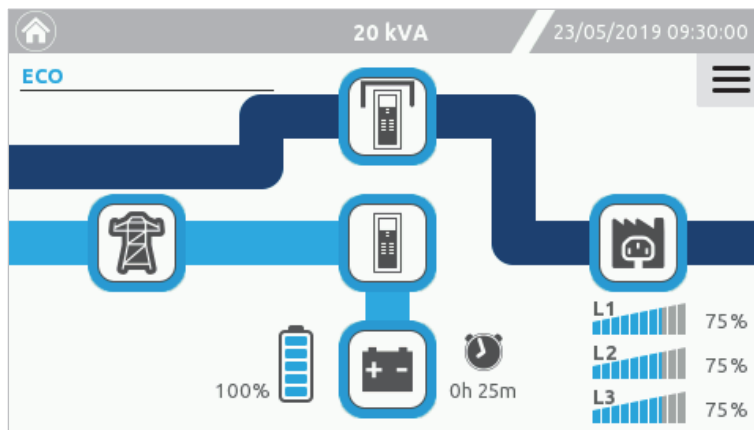 20 kVA
23/05/2019 09:30:00
ECO
L1 75%
L2 75%
100%
0h 25m
L3 75%